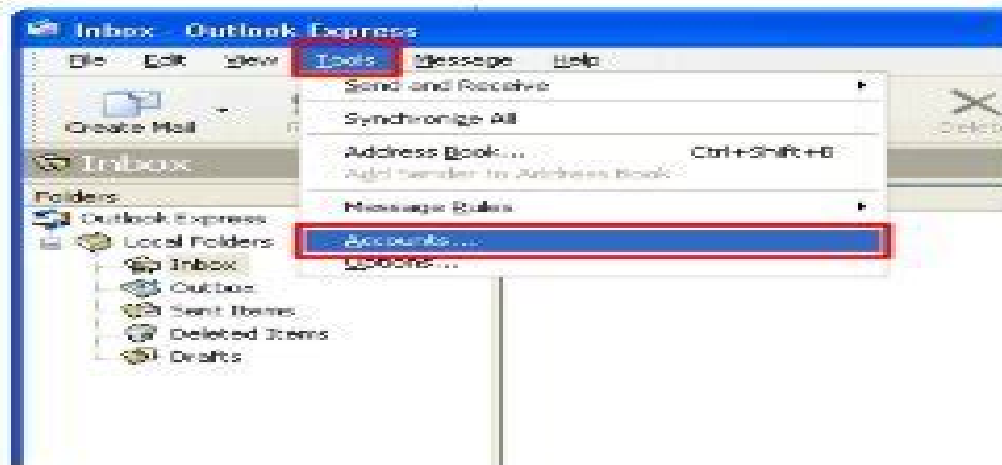 Inbox - Outlook Express
File Edit View Tools Message Help
Send and Receive
Synchronize All
Address Book... Ctrl+Shift+B
Add Sender to Address Book
Message Rules
Accounts...
Options...
Create Mail
Inbox
Folders
Outlook Express
Local Folders
Inbox
Outbox
Sent Items
Deleted Items
Drafts